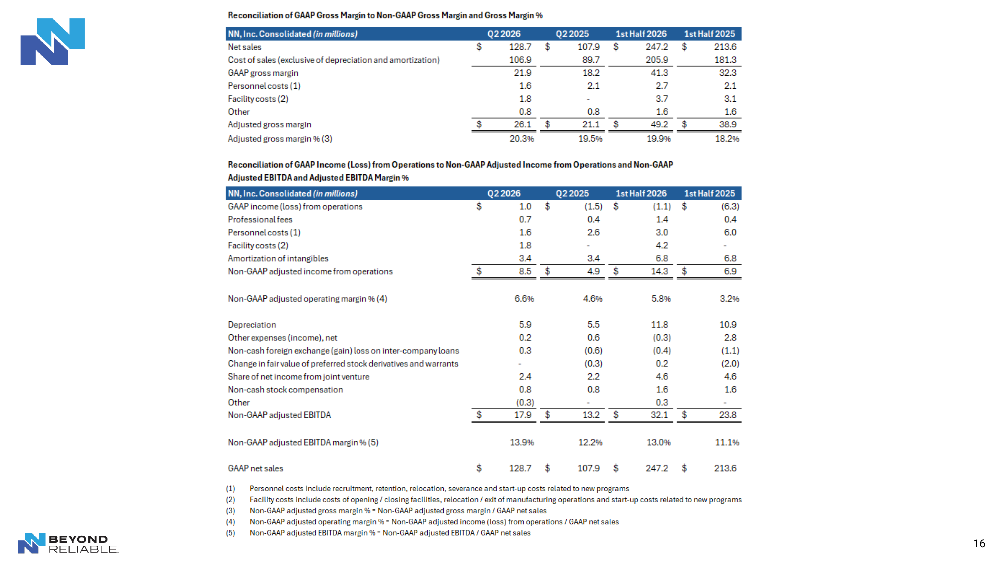 NN
Reconciliation of GAAP Gross Margin to Non-GAAP Gross Margin and Gross Margin %
NN, Inc. Consolidated (in millions) Q2 2026 Q2 2025 1st Half 2026 1st Half 2025
Net sales $ 128.7 $ 107.9 $ 247.2 $ 213.6
Cost of sales (exclusive of depreciation and amortization) 106.9 89.7 205.9 181.3
GAAP gross margin 21.9 18.2 41.3 32.3
Personnel costs (1) 1.6 2.1 2.7 2.1
Facility costs (2) 1.8 - 3.7 3.1
Other 0.8 0.8 1.6 1.6
Adjusted gross margin $ 26.1 $ 21.1 $ 49.2 $ 38.9
Adjusted gross margin % (3) 20.3% 19.5% 19.9% 18.2%
Reconciliation of GAAP Income (Loss) from Operations to Non-GAAP Adjusted Income from Operations and Non-GAAP
Adjusted EBITDA and Adjusted EBITDA Margin %
NN, Inc. Consolidated (in millions) Q2 2026 Q2 2025 1st Half 2026 1st Half 2025
GAAP income (loss) from operations $ 1.0 $ (1.5) $ (1.1) $ (6.3)
Professional fees 0.7 0.4 1.4 0.4
Personnel costs (1) 1.6 2.6 3.0 6.0
Facility costs (2) 1.8 - 4.2 -
Amortization of intangibles 3.4 3.4 6.8 6.8
Non-GAAP adjusted income from operations $ 8.5 $ 4.9 $ 14.3 $ 6.9
Non-GAAP adjusted operating margin % (4) 6.6% 4.6% 5.8% 3.2%
Depreciation 5.9 5.5 11.8 10.9
Other expenses (income), net 0.2 0.6 (0.3) 2.8
Non-cash foreign exchange (gain) loss on inter-company loans 0.3 (0.6) (0.4) (1.1)
Change in fair value of preferred stock derivatives and warrants - (0.3) 0.2 (2.0)
Share of net income from joint venture 2.4 2.2 4.6 4.6
Non-cash stock compensation 0.8 0.8 1.6 1.6
Other (0.3) - 0.3 -
Non-GAAP adjusted EBITDA $ 17.9 $ 13.2 $ 32.1 $ 23.8
Non-GAAP adjusted EBITDA margin % (5) 13.9% 12.2% 13.0% 11.1%
GAAP net sales $ 128.7 $ 107.9 $ 247.2 $ 213.6
(1) Personnel costs include recruitment, retention, relocation, severance and start-up costs related to new programs
(2) Facility costs include costs of opening / closing facilities, relocation / exit of manufacturing operations and start-up costs related to new programs
(3) Non-GAAP adjusted gross margin % = Non-GAAP adjusted gross margin / GAAP net sales
(4) Non-GAAP adjusted operating margin % = Non-GAAP adjusted income (loss) from operations / GAAP net sales
(5) Non-GAAP adjusted EBITDA margin % = Non-GAAP adjusted EBITDA / GAAP net sales
NN BEYOND
RELIABLE
16